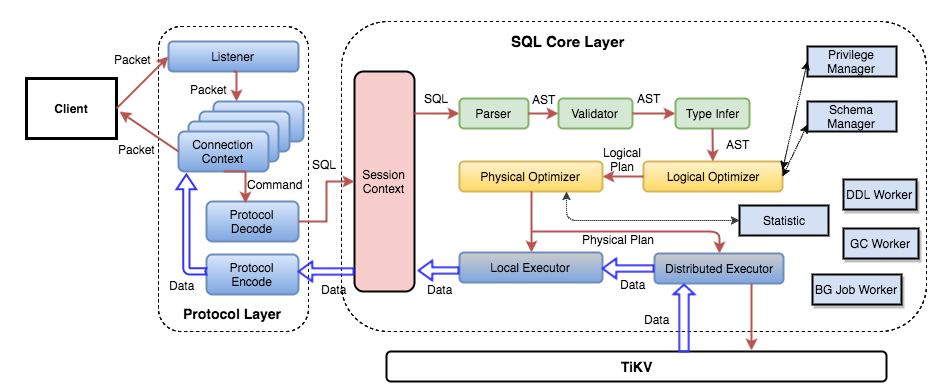 SQL Core Layer
Listener
Packet
Packet
Client
Packet
Connection
Context
Command
SQL
Protocol
Decode
Protocol
Encode
Data
Data
Protocol Layer
Session
Context
SQL
Parser
AST
Validator
AST
Type Infer
AST
Privilege
Manager
Schema
Manager
Logical
Plan
Physical Optimizer
Logical Optimizer
Statistic
DDL Worker
GC Worker
BG Job Worker
Physical Plan
Local Executor
Distributed Executor
Data
Data
Data
TiKV